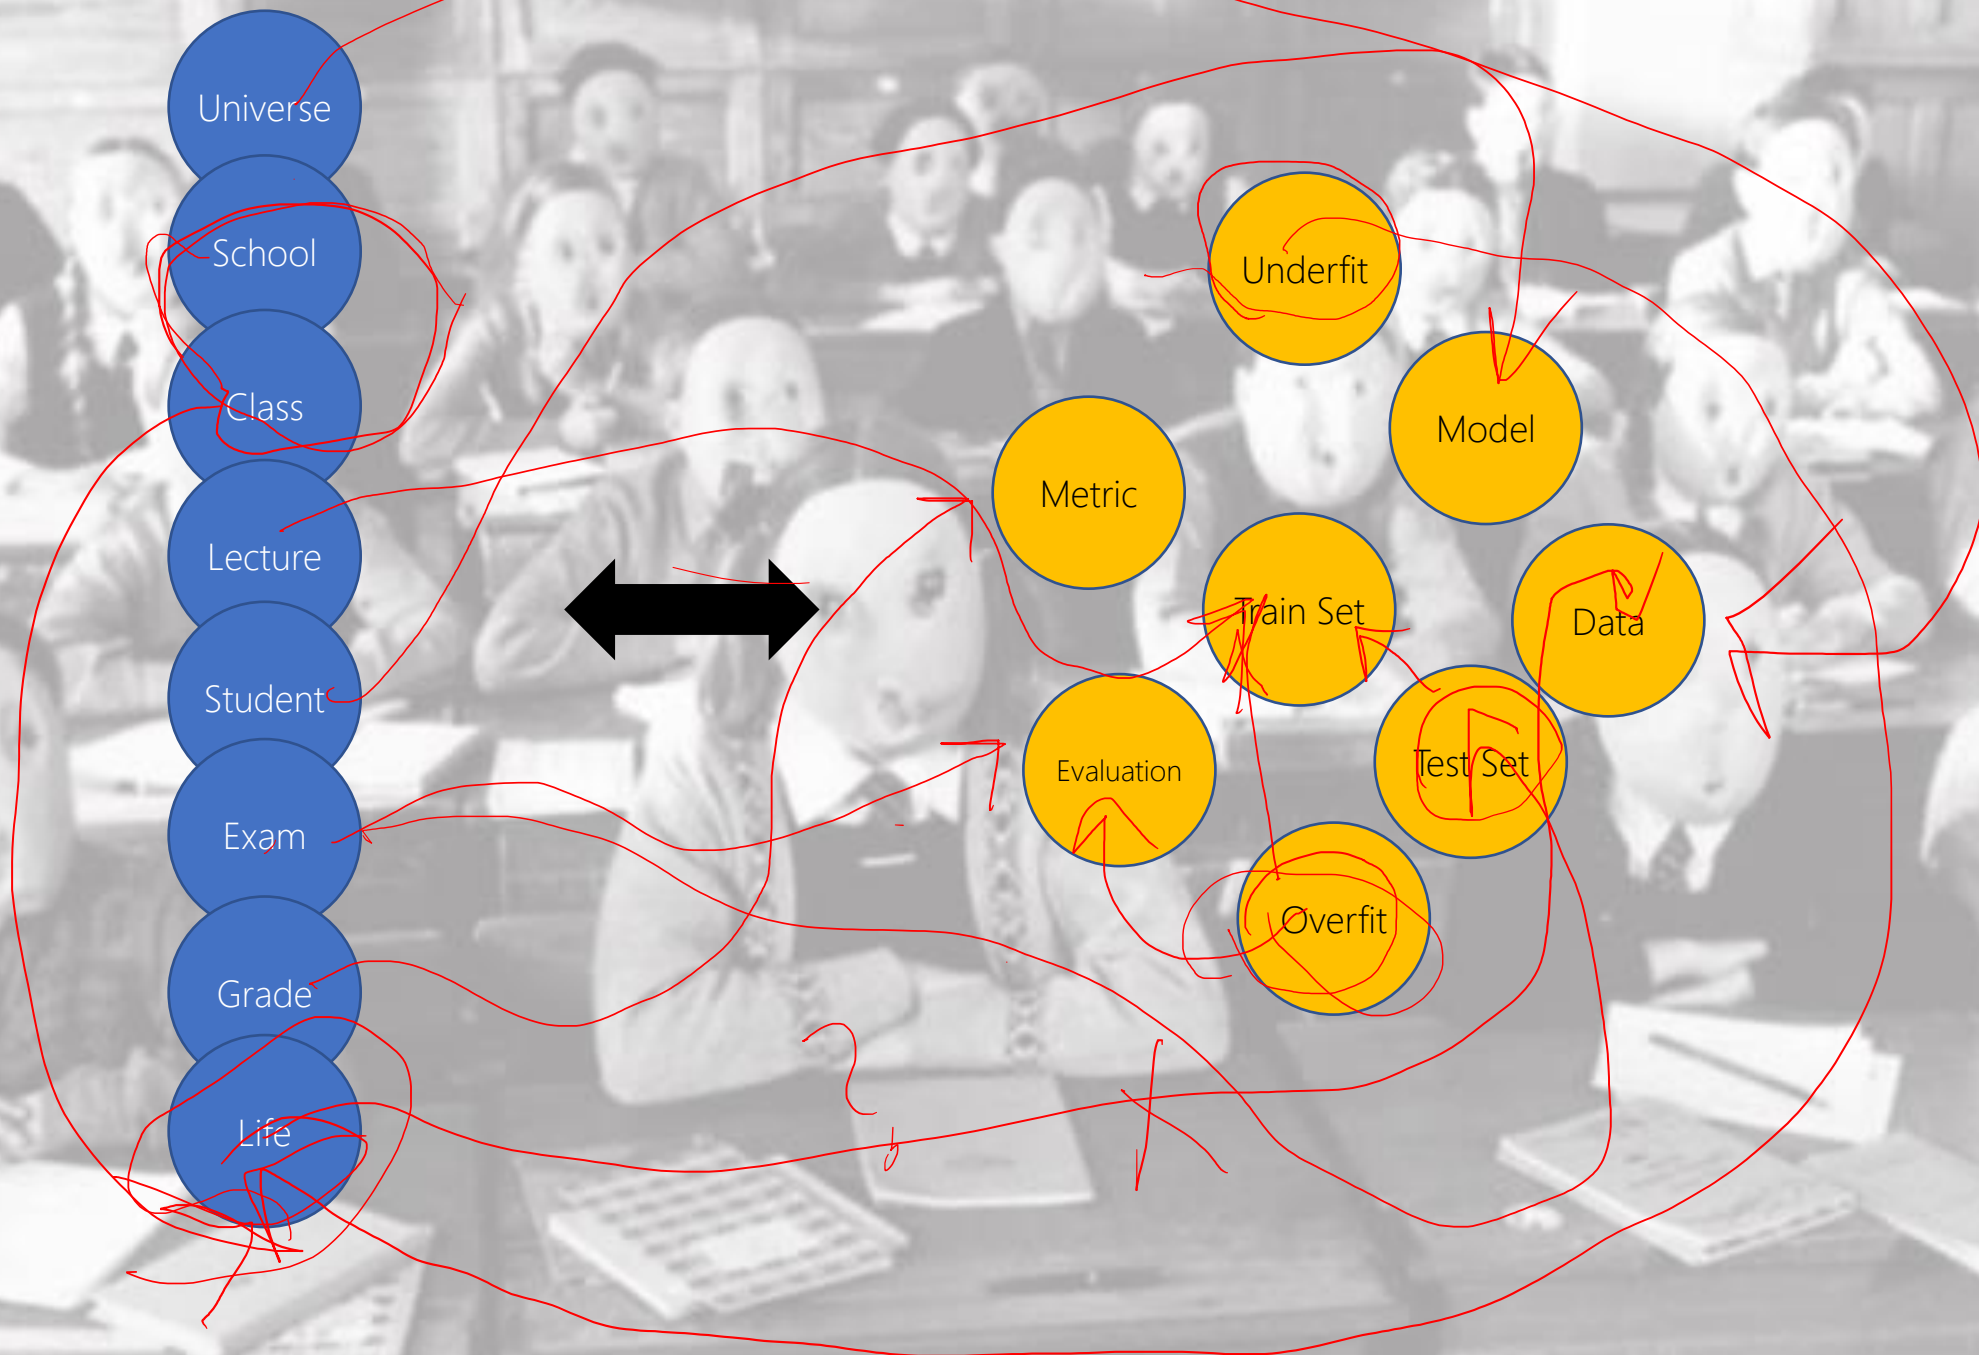 Universe
School
Class
Lecture
Student
Exam
Grade
Life
Underfit
Model
Metric
Train Set
Data
Evaluation
Test Set
Overfit